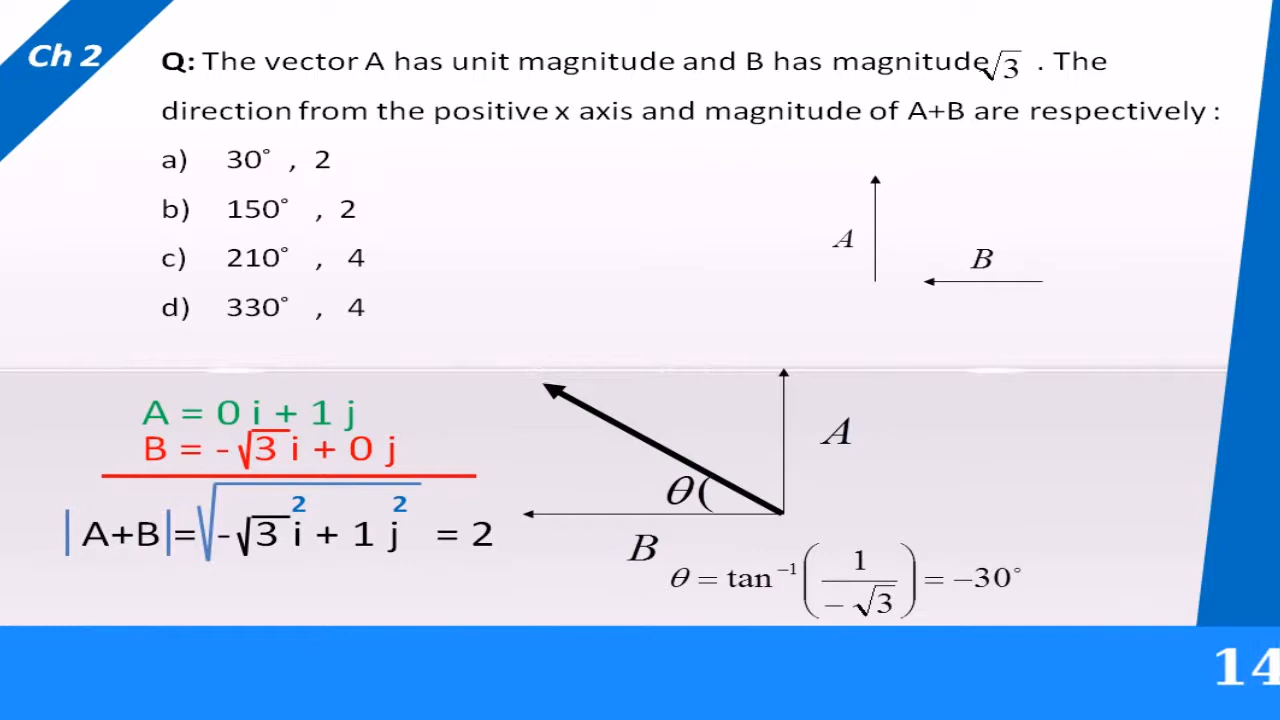 Ch 2
Q: The vector A has unit magnitude and B has magnitude √3 . The
direction from the positive x axis and magnitude of A+B are respectively :
a) 30° , 2
b) 150° , 2
c) 210° , 4
d) 330° , 4
A
B
A = 0 i + 1 j
B = -√3 i + 0 j
|A+B|=√-√3 i² + 1 j² = 2
A
θ(
B
θ = tan⁻¹(1/-√3) = -30°
14